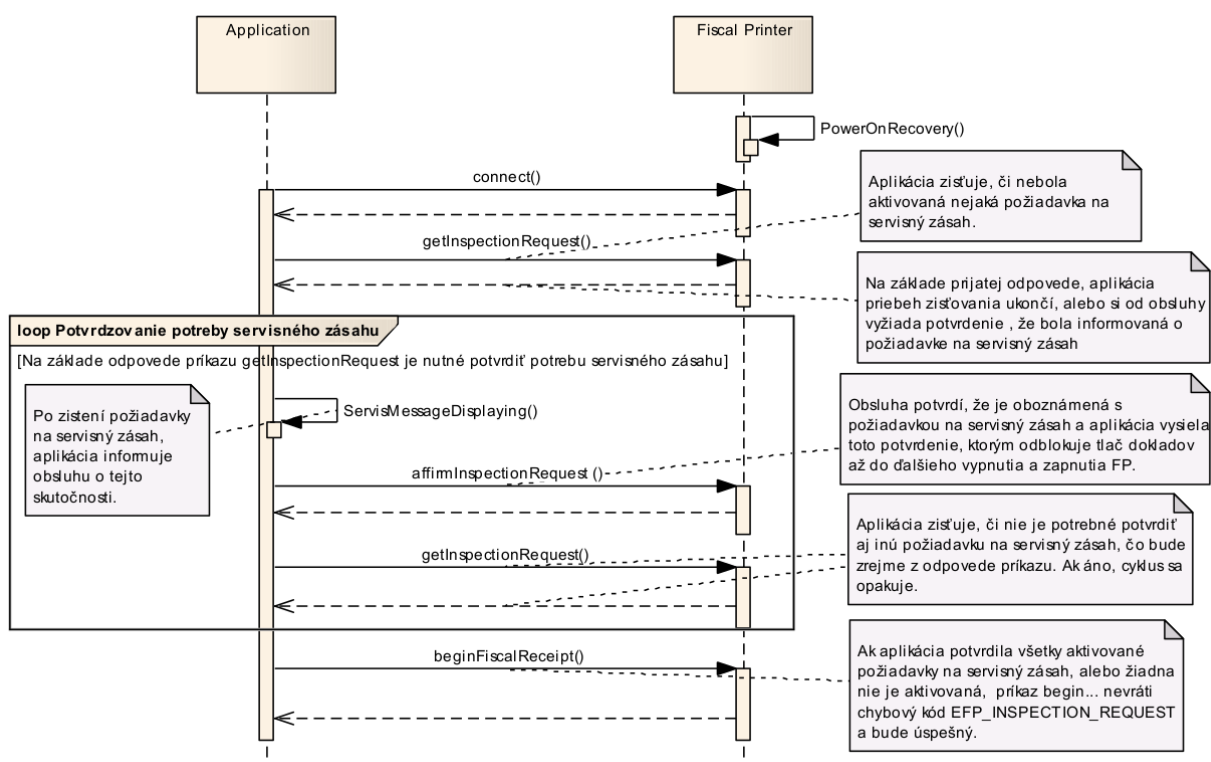 Application
Fiscal Printer
PowerOnRecovery()
connect()
Aplikácia zisťuje, či nebola
aktivovaná nejaká požiadavka na
servisný zásah.
getInspectionRequest()
Na základe prijatej odpovede, aplikácia
priebeh zisťovania ukončí, alebo si od obsluhy
vyžiada potvrdenie , že bola informovaná o
požiadavke na servisný zásah
loop Potvrdzovanie potreby servisného zásahu
[Na základe odpovede príkazu getInspectionRequest je nutné potvrdiť potrebu servisného zásahu]
Po zistení požiadavky
na servisný zásah,
aplikácia informuje
obsluhu o tejto
skutočnosti.
ServisMessageDisplaying()
Obsluha potvrdí, že je oboznámená s
požiadavkou na servisný zásah a aplikácia vysiela
toto potvrdenie, ktorým odblokuje tlač dokladov
až do ďalšieho vypnutia a zapnutia FP.
affirmInspectionRequest ()
Aplikácia zisťuje, či nie je potrebné potvrdiť
aj inú požiadavku na servisný zásah, čo bude
zrejme z odpovede príkazu. Ak áno, cyklus sa
opakuje.
getInspectionRequest()
beginFiscalReceipt()
Ak aplikácia potvrdila všetky aktivované
požiadavky na servisný zásah, alebo žiadna
nie je aktivovaná, príkaz begin... nevráti
chybový kód EFP_INSPECTION_REQUEST
a bude úspešný.